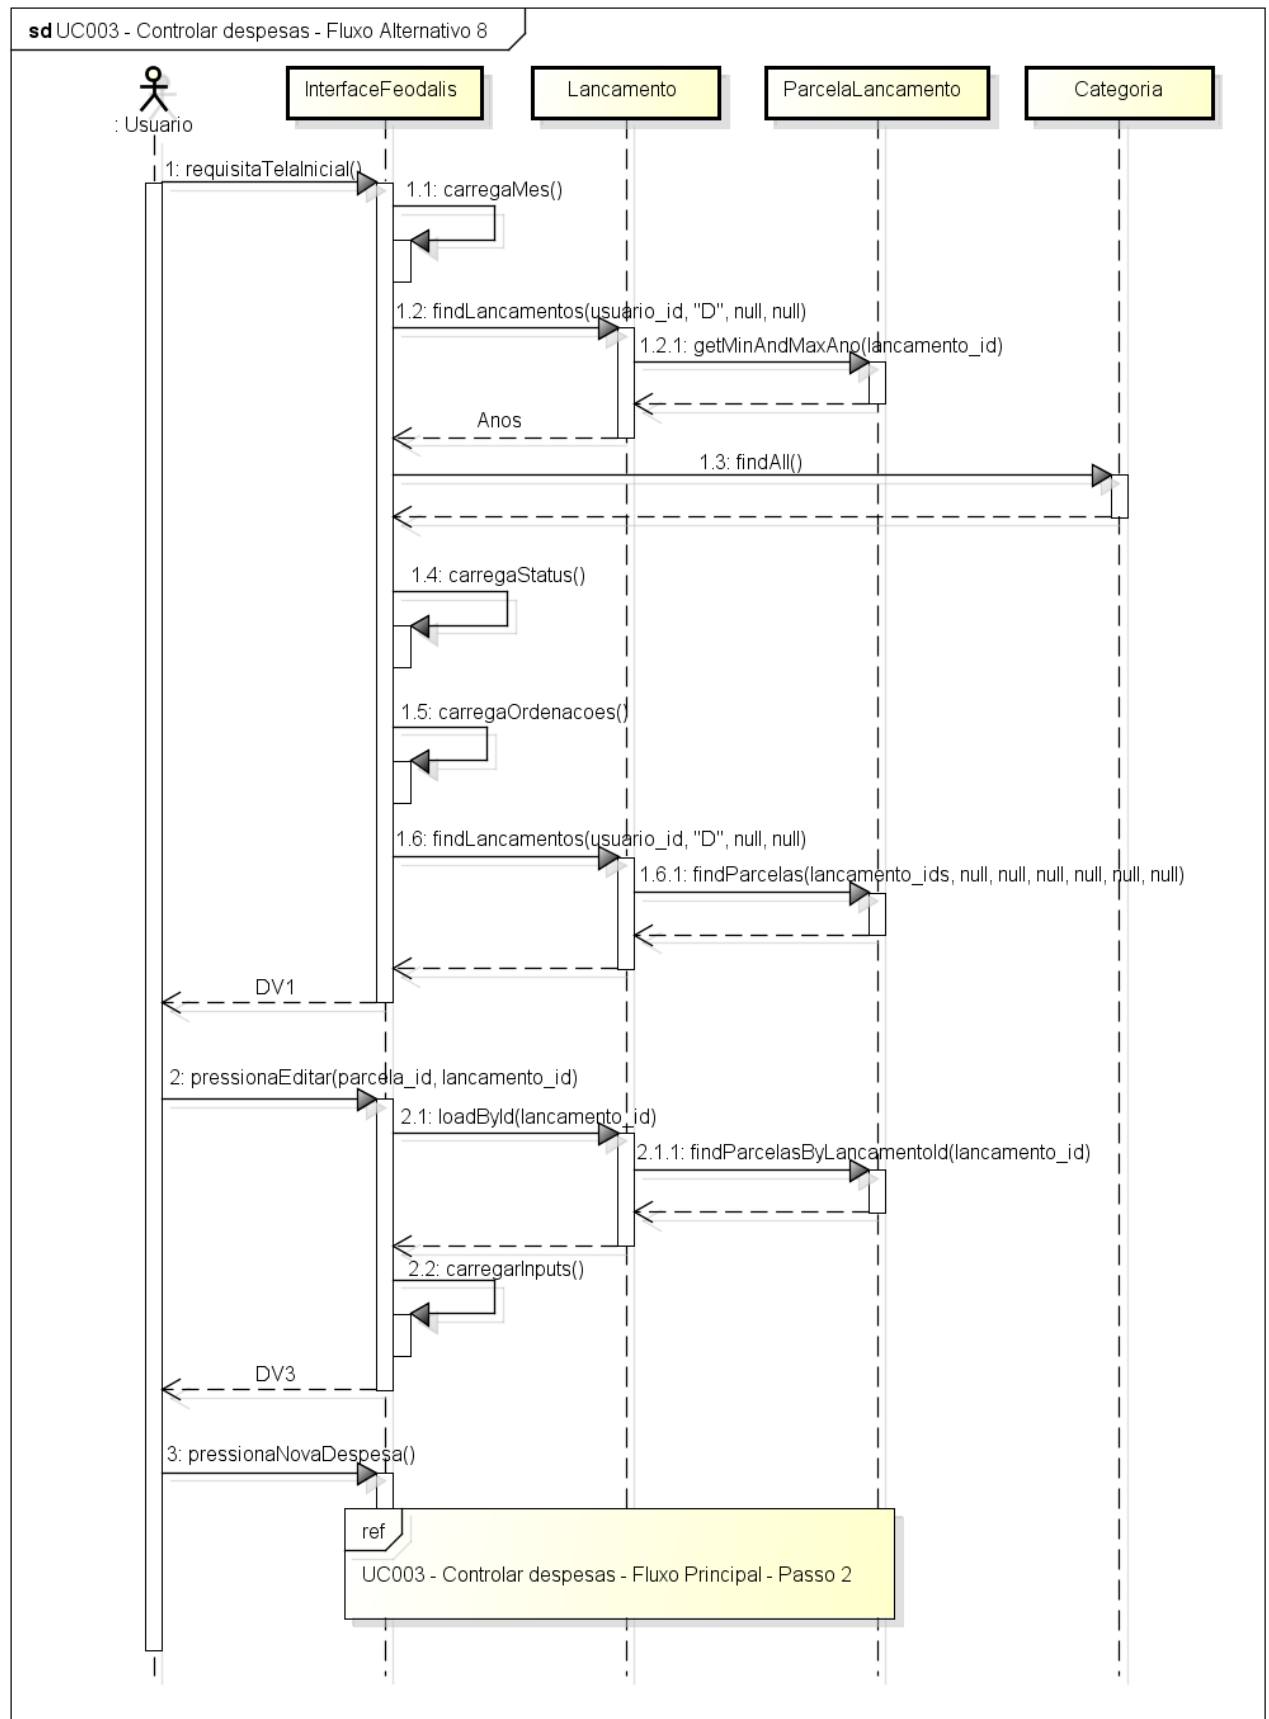 sd UC003 - Controlar despesas - Fluxo Alternativo 8
: Usuario
InterfaceFeodalis
Lancamento
ParcelaLancamento
Categoria
1: requisitaTelaInicial()
1.1: carregaMes()
1.2: findLancamentos(usuario_id, "D", null, null)
1.2.1: getMinAndMaxAno(lancamento_id)
Anos
1.3: findAll()
1.4: carregaStatus()
1.5: carregaOrdenacoes()
1.6: findLancamentos(usuario_id, "D", null, null)
1.6.1: findParcelas(lancamento_ids, null, null, null, null, null, null)
DV1
2: pressionaEditar(parcela_id, lancamento_id)
2.1: loadById(lancamento_id)
2.1.1: findParcelasByLancamentoId(lancamento_id)
2.2: carregarInputs()
DV3
3: pressionaNovaDespesa()
ref
UC003 - Controlar despesas - Fluxo Principal - Passo 2